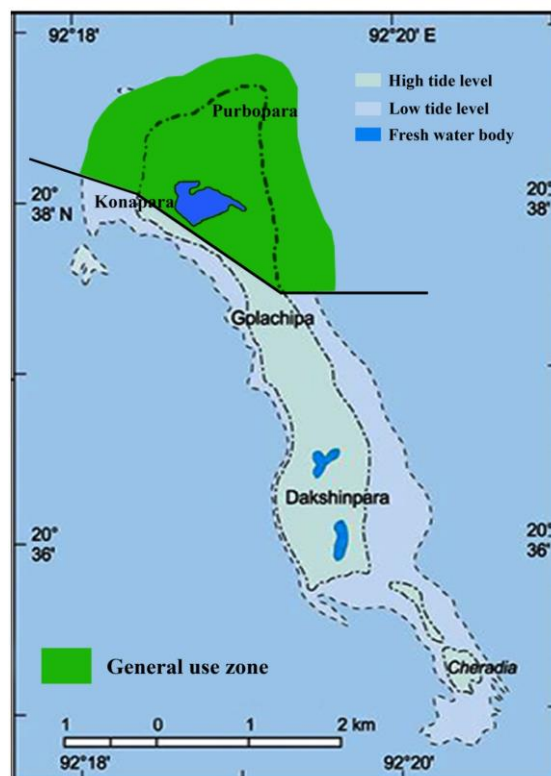 92°18'
92°20' E
High tide level
Low tide level
Fresh water body
Purbopara
20°
38' N
Konapara
20°
38'
Golachipa
Dakshinpara
20°
36'
20°
36'
General use zone
Cheradia
1 0 1 2 km
92°18'
92°20'